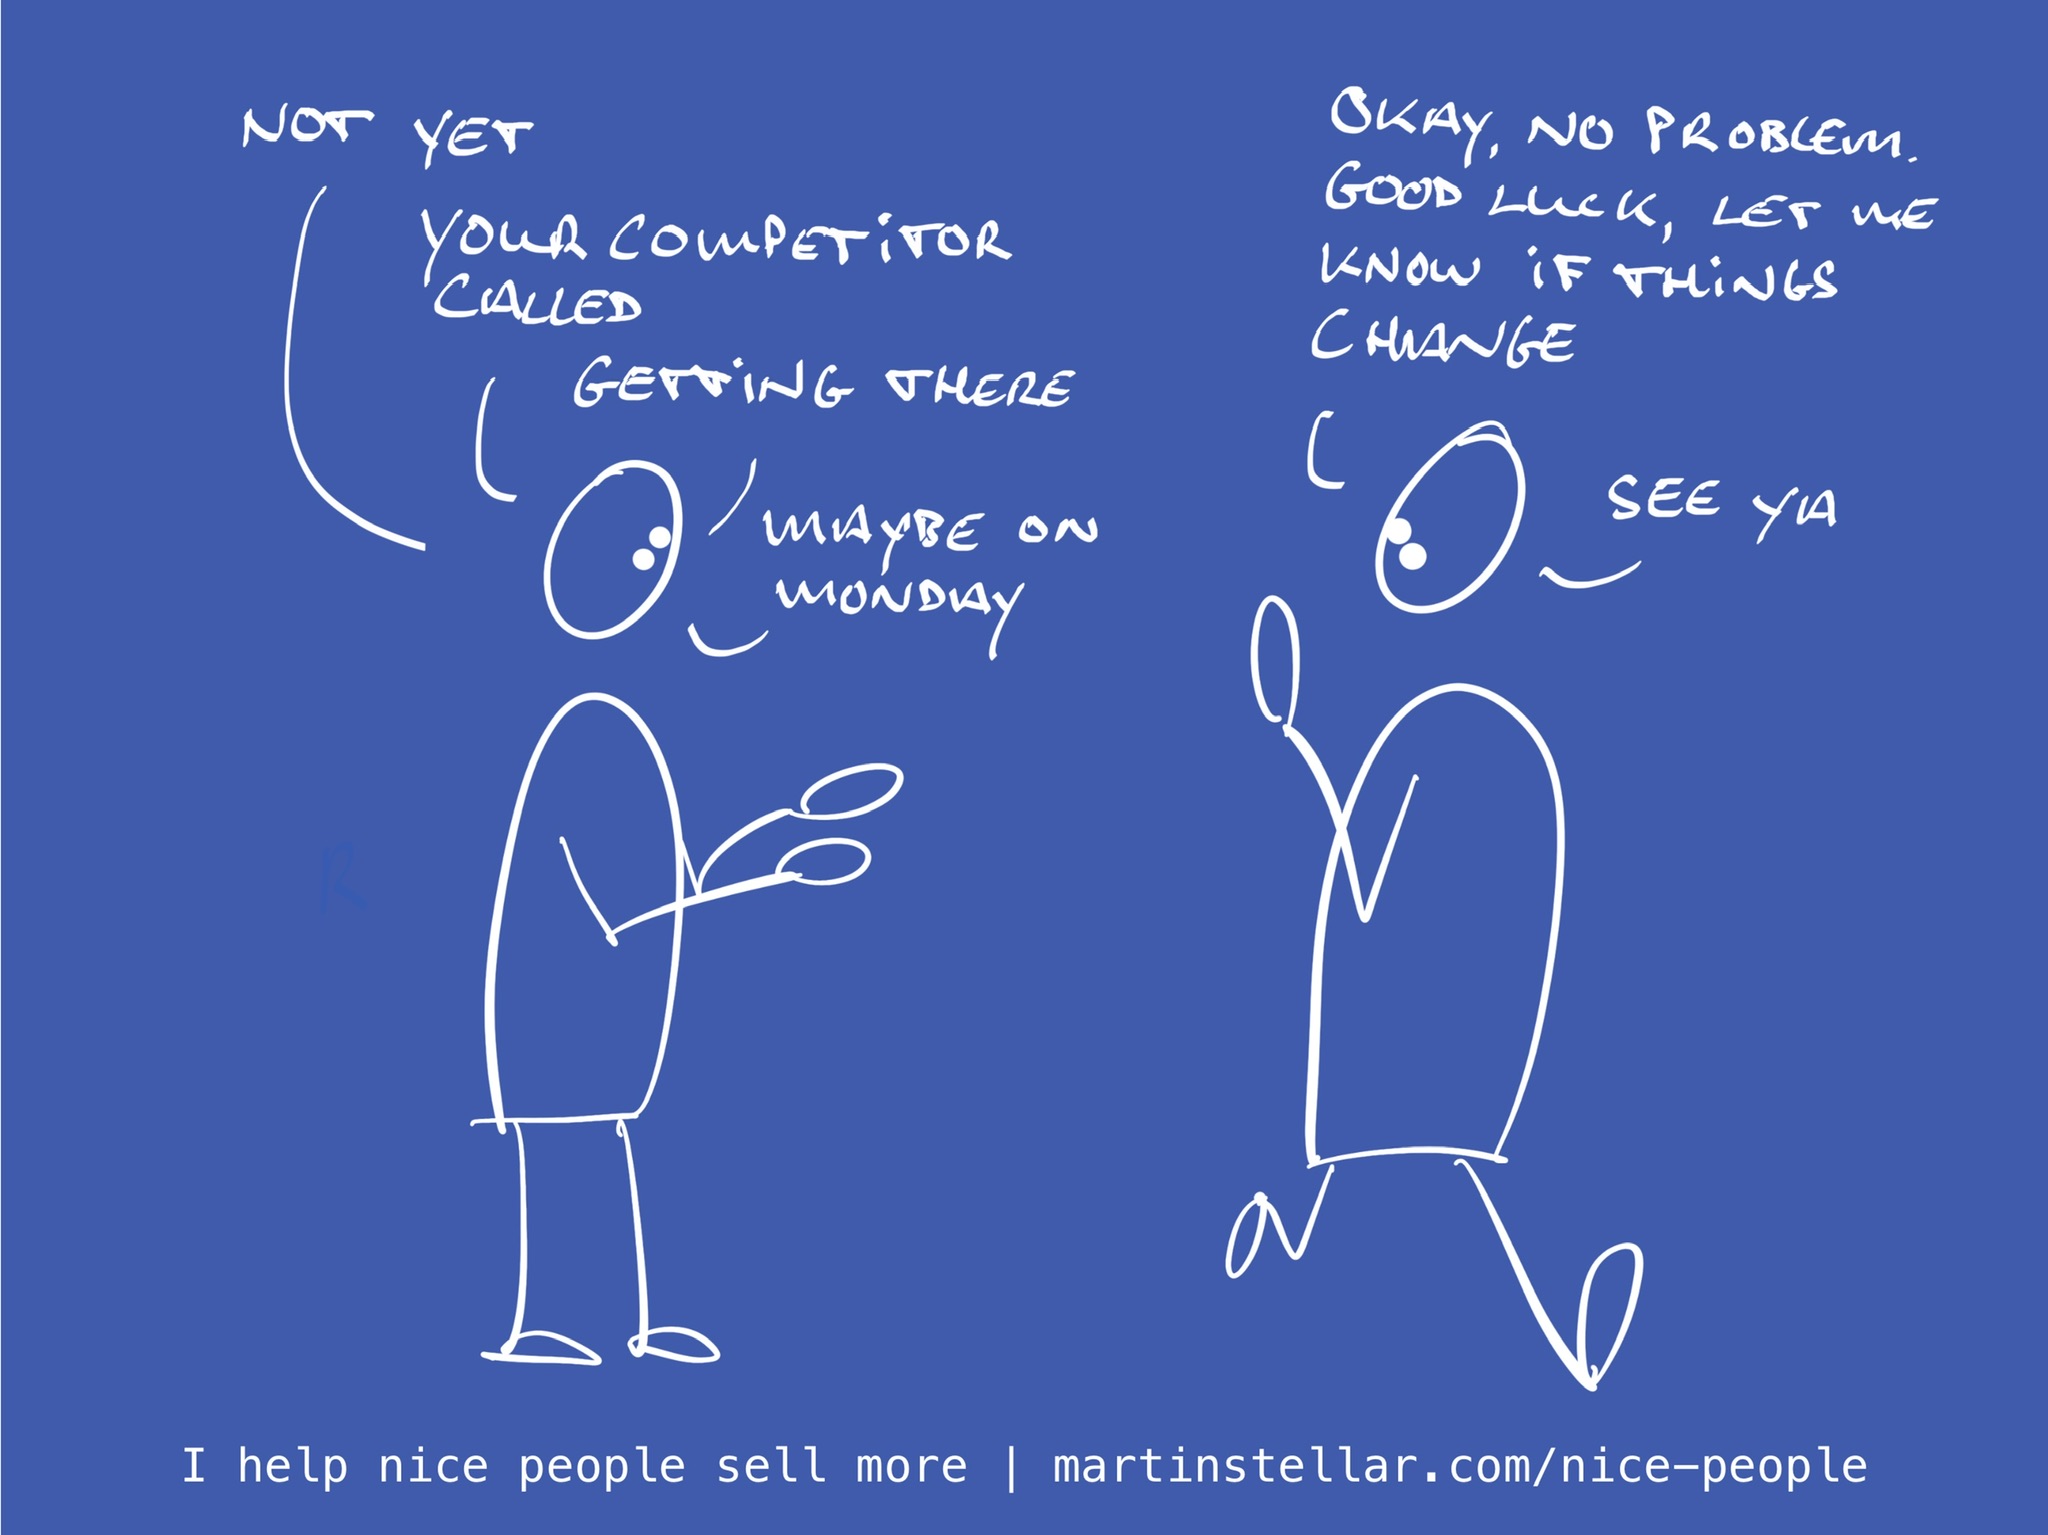 NOT YET
YOUR COMPETITOR
CALLED
GETTING THERE
MAYBE ON
MONDAY
OKAY, NO PROBLEM.
GOOD LUCK, LET ME
KNOW IF THINGS
CHANGE
SEE YA
R
I help nice people sell more | martinstellar.com/nice-people